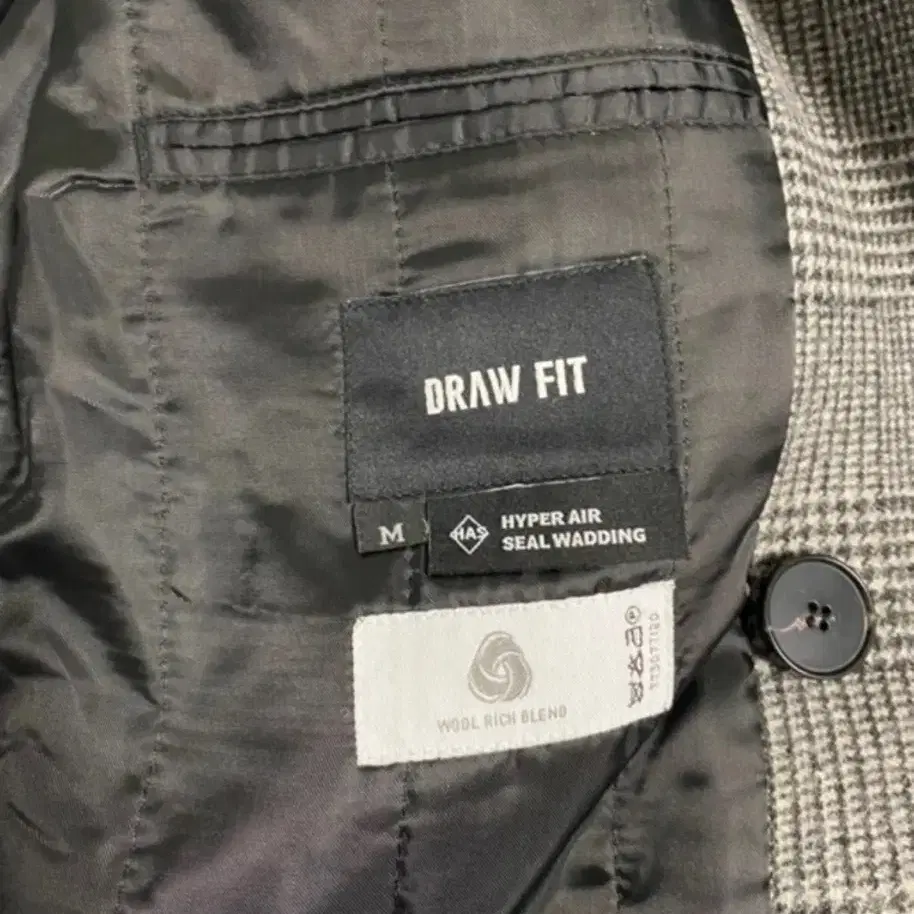 DRAW FIT
M
HAS
HYPER AIR
SEAL WADDING
WOOL RICH BLEND